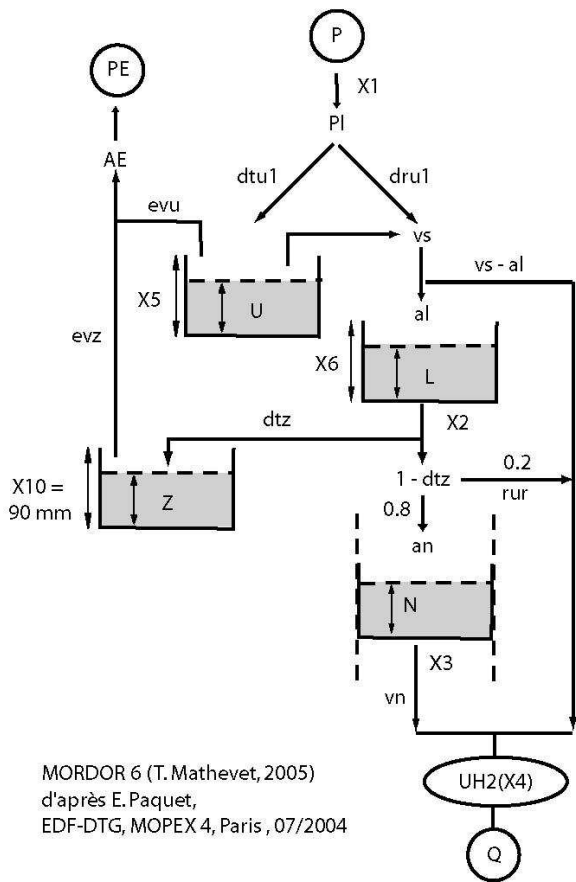 P
PE
X1
Pl
AE
dtu1
dru1
evu
vs
vs - al
X5
U
al
evz
X6
L
X2
dtz
X10 =
90 mm
Z
1 - dtz
0.2
rur
0.8
an
N
X3
vn
MORDOR 6 (T. Mathevet, 2005)
d'après E. Paquet,
EDF-DTG, MOPEX 4, Paris , 07/2004
UH2(X4)
Q